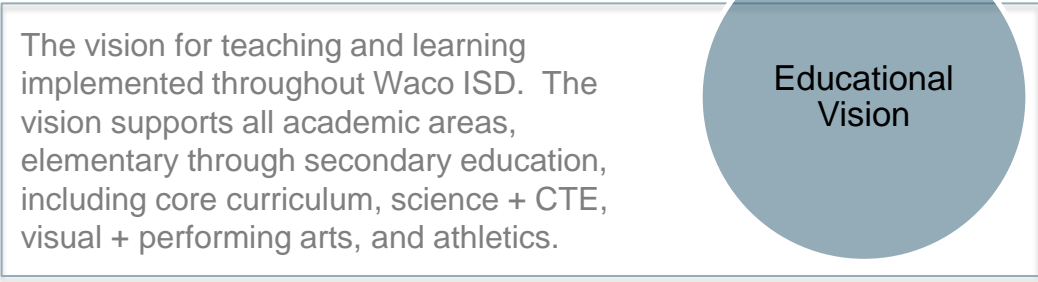 The vision for teaching and learning
implemented throughout Waco ISD.  The
vision supports all academic areas,
elementary through secondary education,
including core curriculum, science + CTE,
visual + performing arts, and athletics.
Educational
Vision